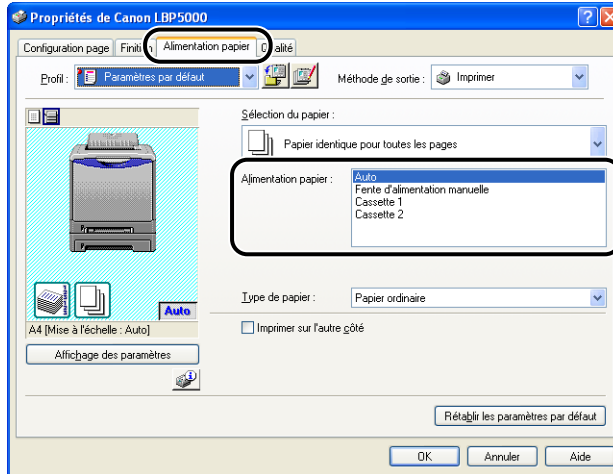 Propriétés de Canon LBP5000
Configuration page Finition Alimentation papier Qualité
Profil : Paramètres par défaut Méthode de sortie : Imprimer
Sélection du papier :
Papier identique pour toutes les pages
Alimentation papier : Auto
Fente d'alimentation manuelle
Cassette 1
Cassette 2
Auto
Type de papier : Papier ordinaire
A4 [Mise à l'échelle : Auto]
Imprimer sur l'autre côté
Affichage des paramètres
Rétablir les paramètres par défaut
OK Annuler Aide